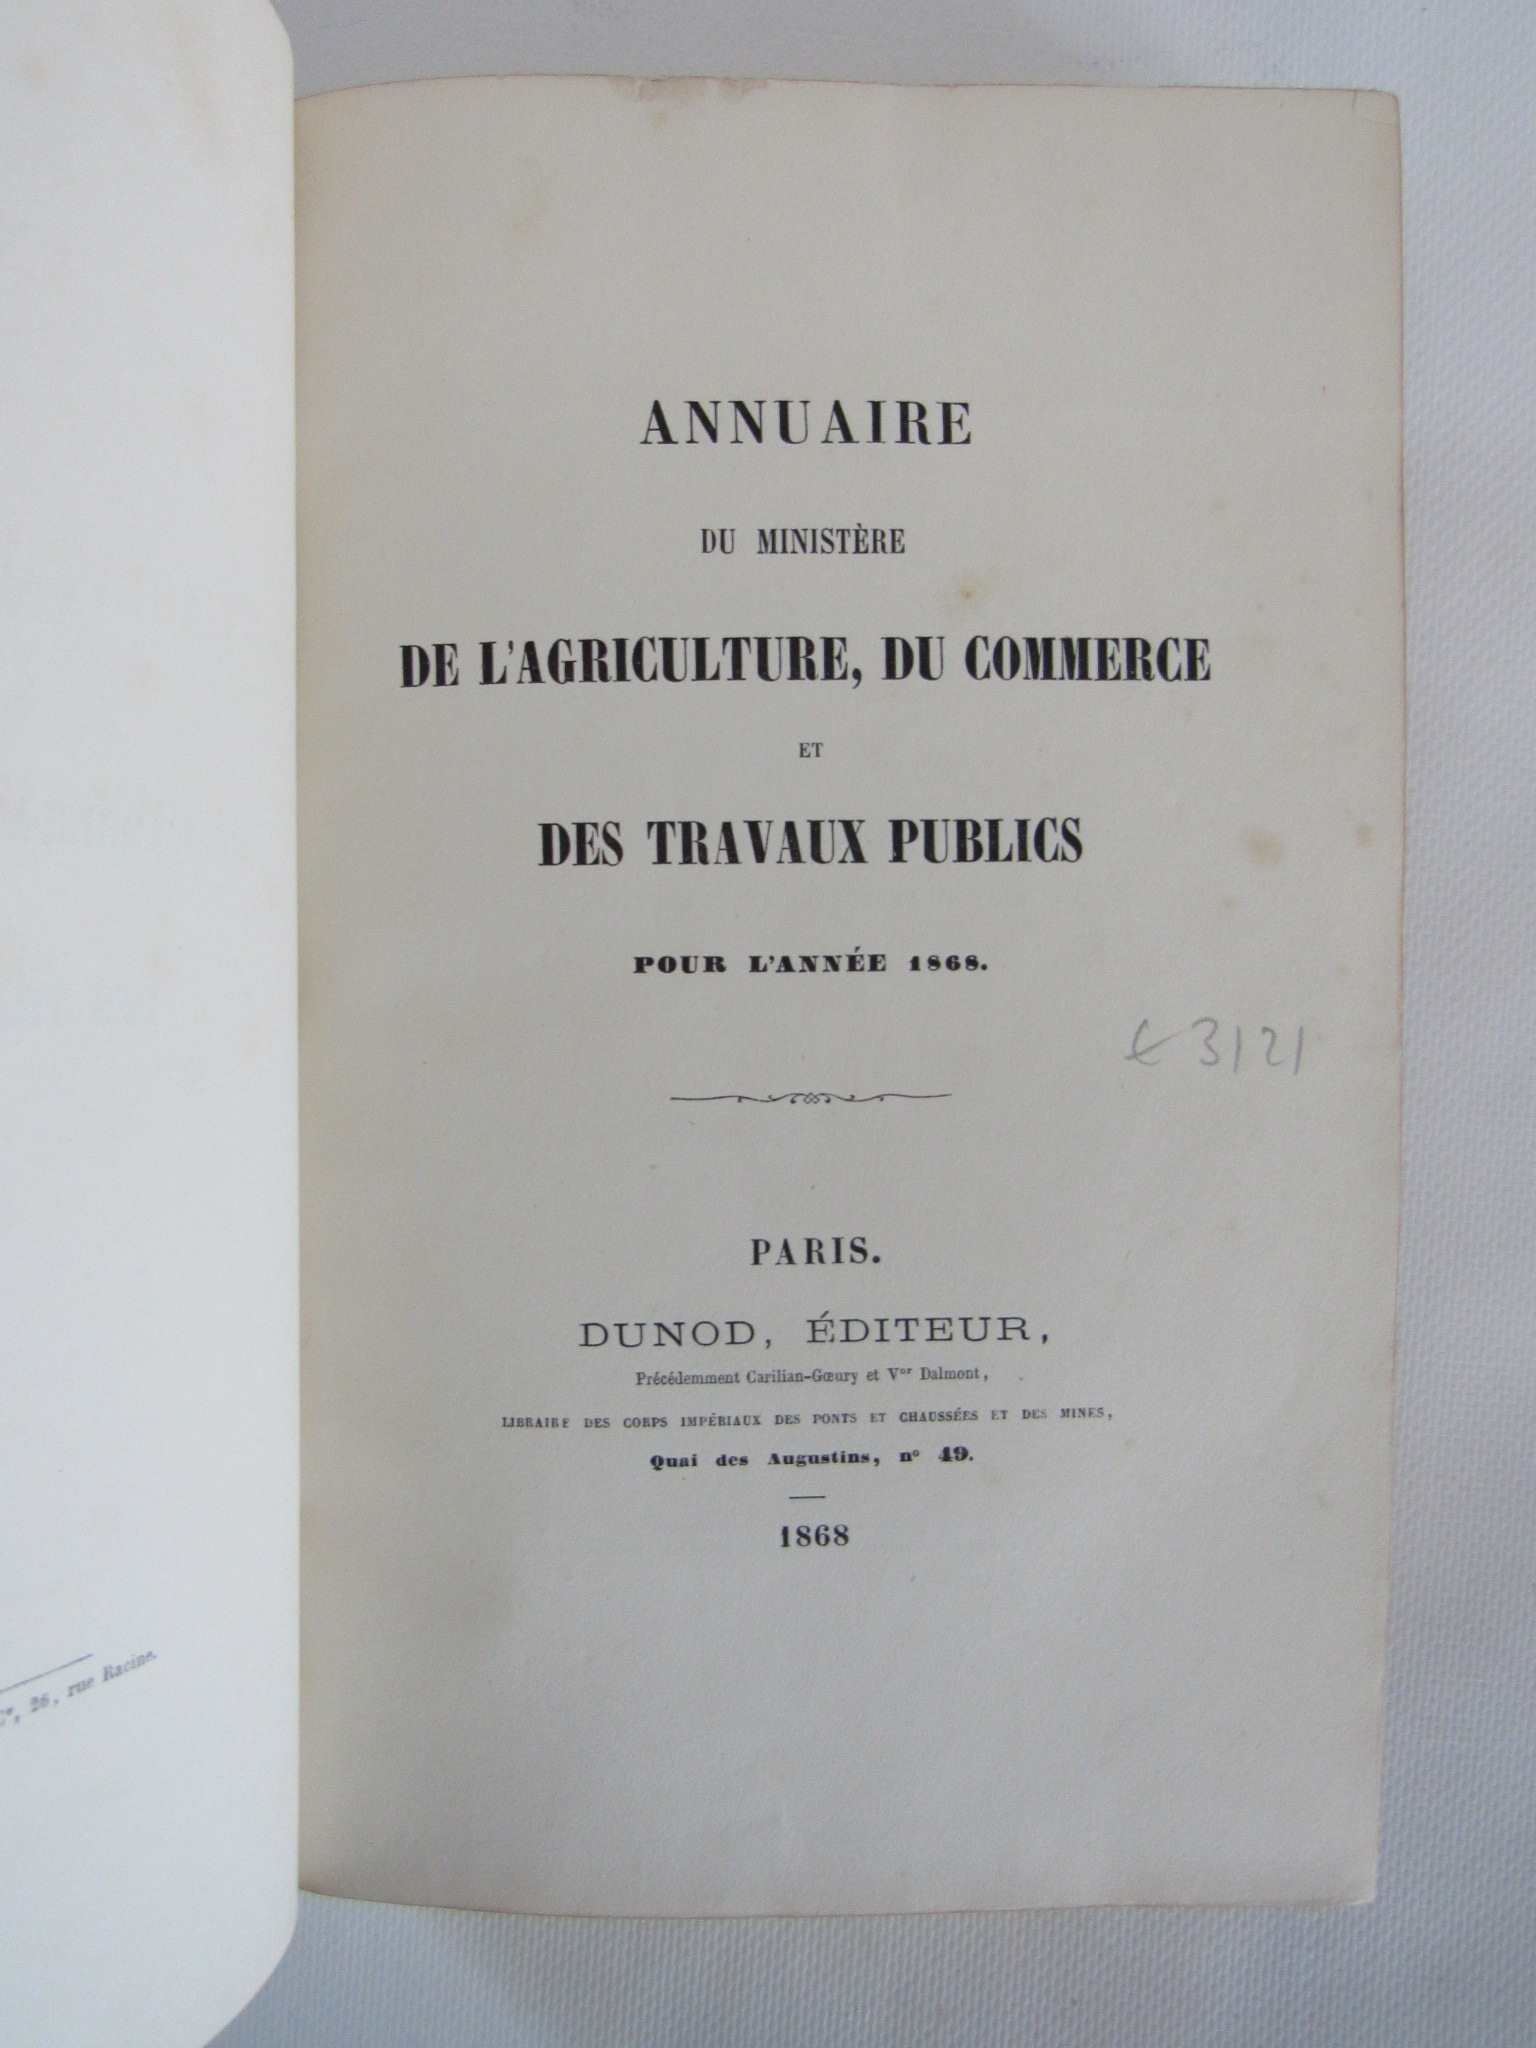 ANNUAIRE
DU MINISTÈRE
DE L'AGRICULTURE, DU COMMERCE
ET
DES TRAVAUX PUBLICS
POUR L'ANNÉE 1868.
PARIS.
DUNOD, ÉDITEUR,
Précédemment Carilian-Gœury et Vor Dalmont,
LIBRAIRE DES CORPS IMPÉRIAUX DES PONTS ET CHAUSSÉES ET DES MINES,
Quai des Augustins, nº 49.
1868
26, rue Racine.